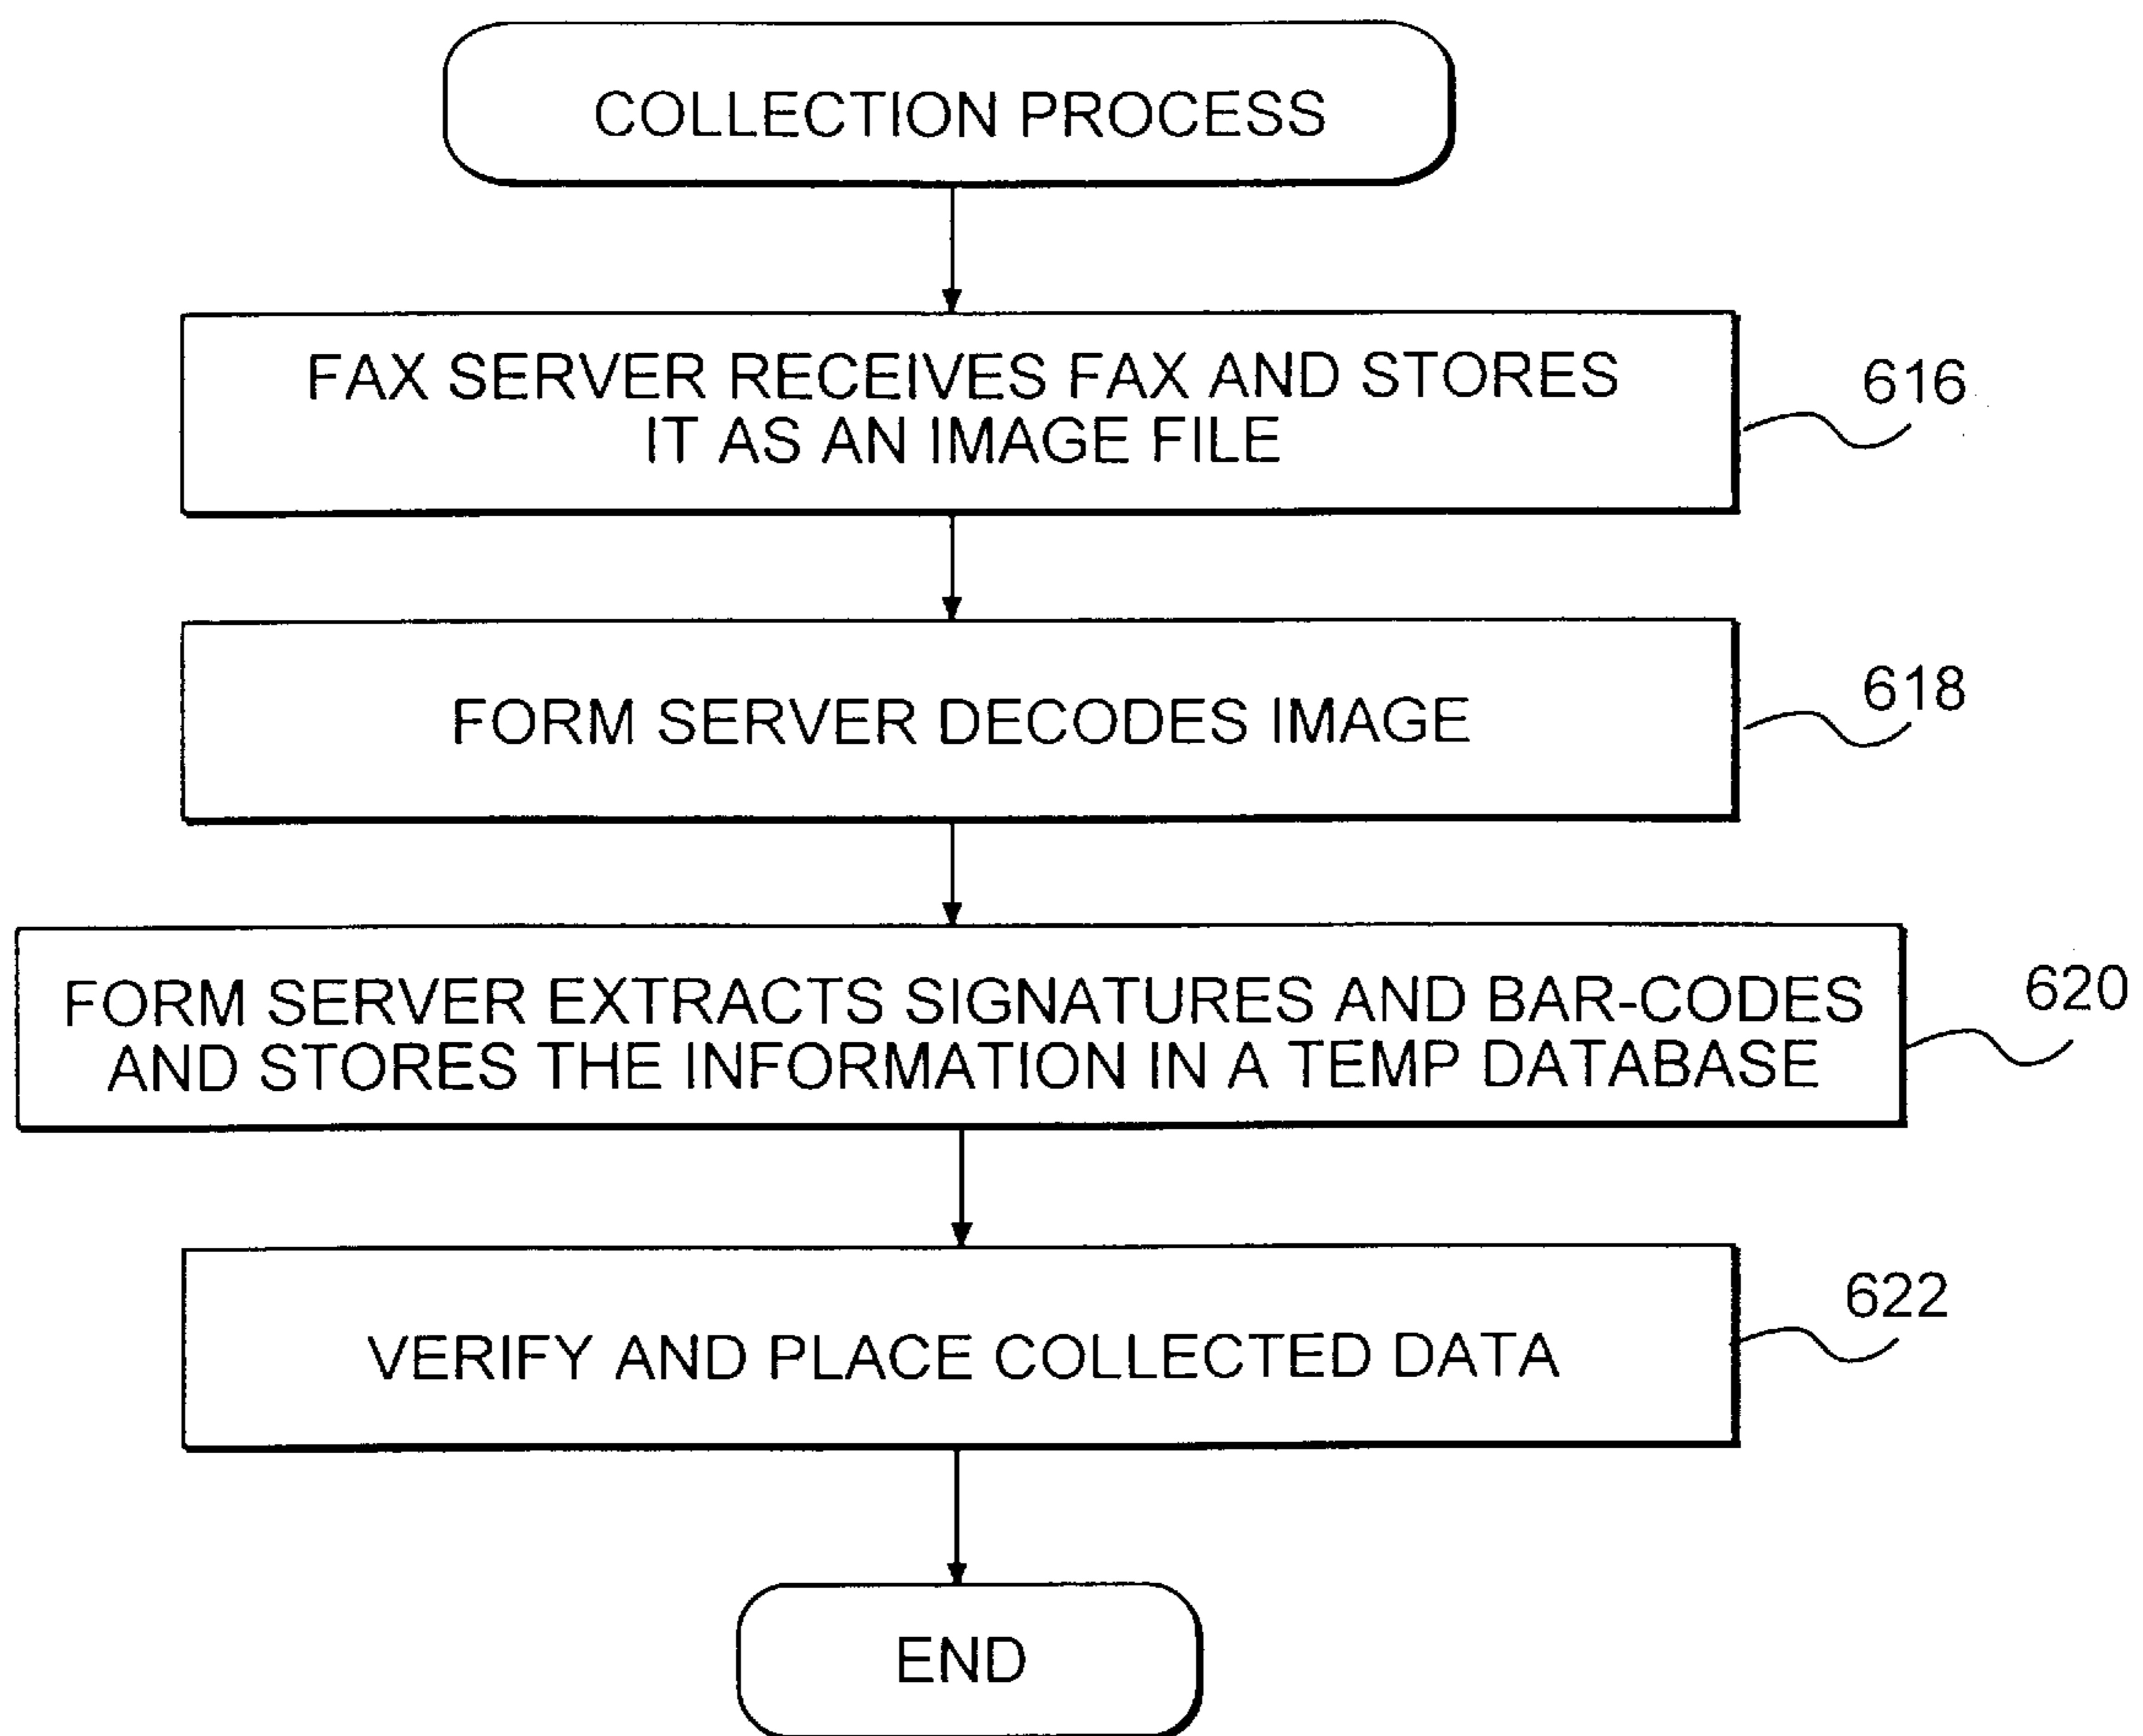 COLLECTION PROCESS
FAX SERVER RECEIVES FAX AND STORES
IT AS AN IMAGE FILE
616
FORM SERVER DECODES IMAGE
618
FORM SERVER EXTRACTS SIGNATURES AND BAR-CODES
AND STORES THE INFORMATION IN A TEMP DATABASE
620
VERIFY AND PLACE COLLECTED DATA
622
END